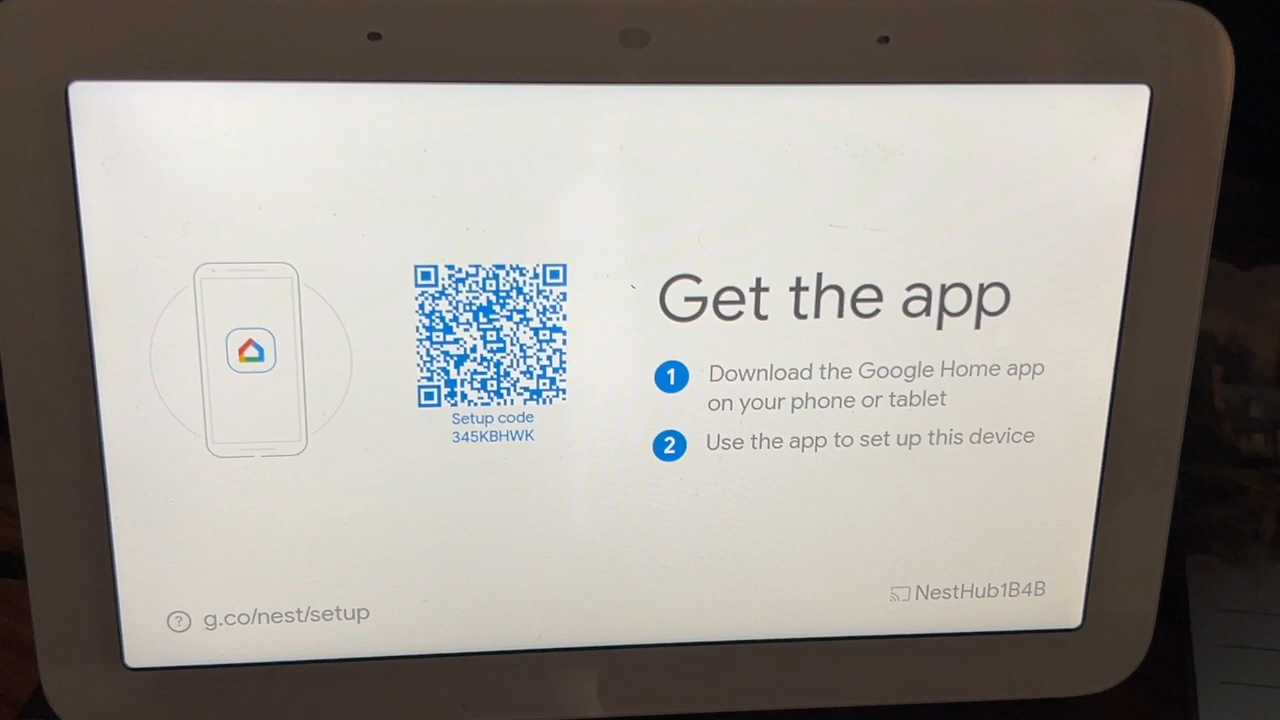 Get the app
1 Download the Google Home app
on your phone or tablet
2 Use the app to set up this device
Setup code
345KBHWK
? g.co/nest/setup
NestHub1B4B